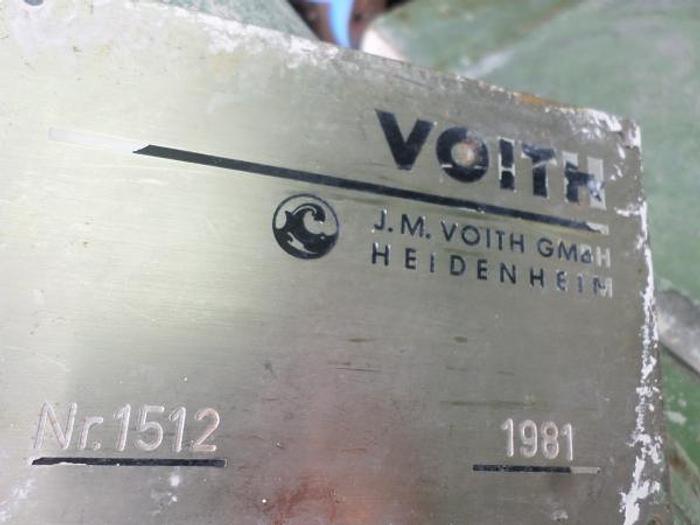 VOITH
J.M. VOITH GMBH
HEIDENHEIM
Nr. 1512 1981